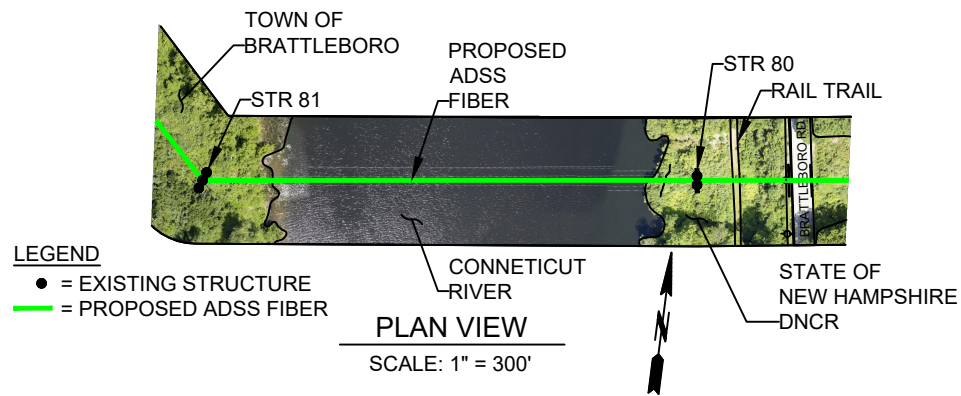 TOWN OF
BRATTLEBORO
STR 81
PROPOSED
ADSS
FIBER
STR 80
RAIL TRAIL
BRATTLEBORO RD
LEGEND
= EXISTING STRUCTURE
= PROPOSED ADSS FIBER
CONNETICUT
RIVER
STATE OF
NEW HAMPSHIRE
DNCR
PLAN VIEW
SCALE: 1" = 300'
N